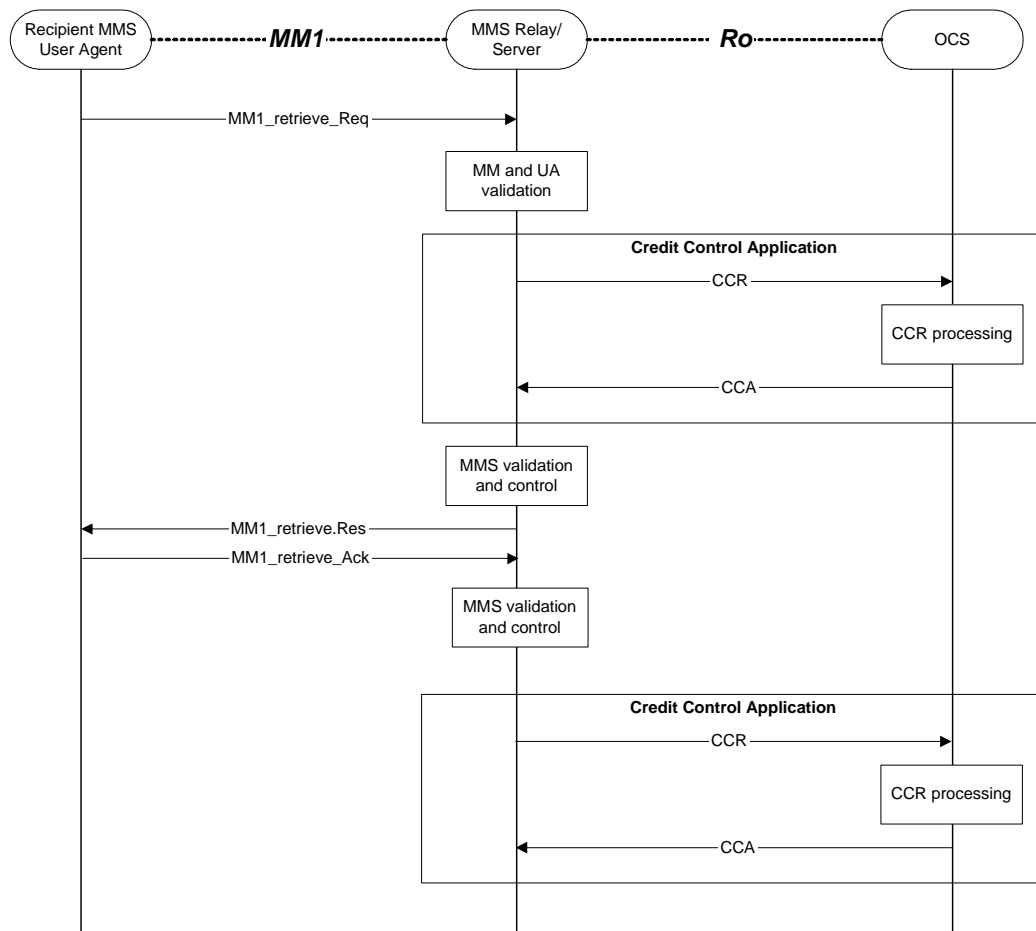 Recipient MMS
User Agent
MM1
MMS Relay/
Server
Ro
OCS
MM1_retrieve_Req
MM and UA
validation
Credit Control Application
CCR
CCR processing
CCA
MMS validation
and control
MM1_retrieve.Res
MM1_retrieve_Ack
MMS validation
and control
Credit Control Application
CCR
CCR processing
CCA